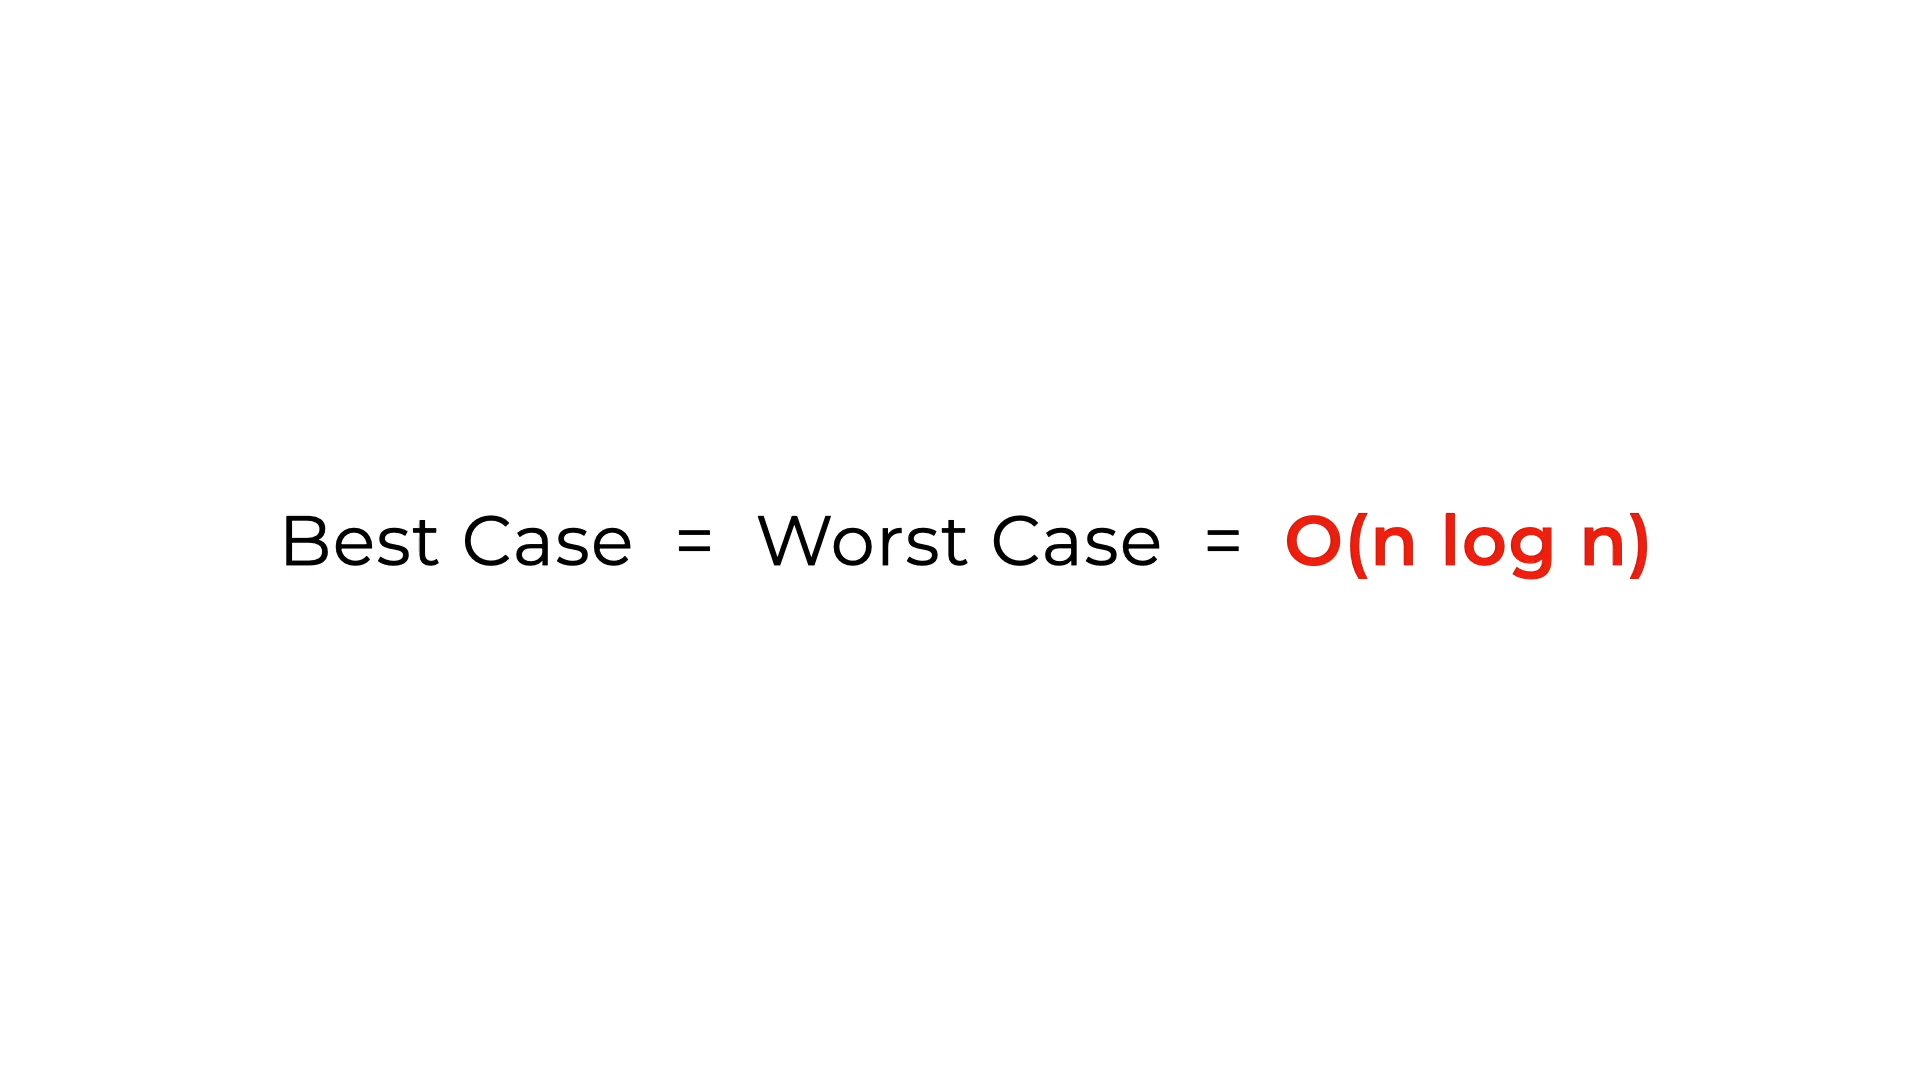 Best Case = Worst Case = O(n log n)